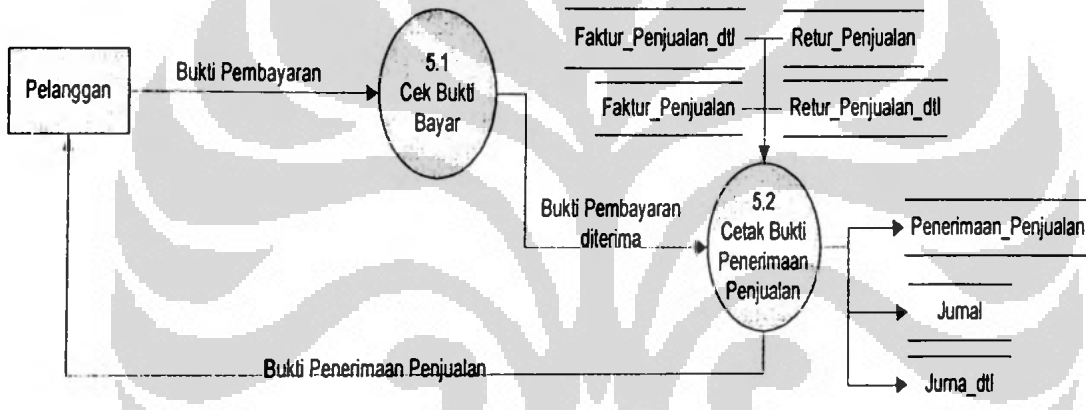 Pelanggan
Bukti Pembayaran
5.1
Cek Bukti
Bayar
Faktur_Penjualan_dtl
Retur_Penjualan
Faktur_Penjualan
Retur_Penjualan_dtl
Bukti Pembayaran
diterima
5.2
Cetak Bukti
Penerimaan
Penjualan
Penerimaan_Penjualan
Jurnal
Jurna_dtl
Bukti Penerimaan Penjualan